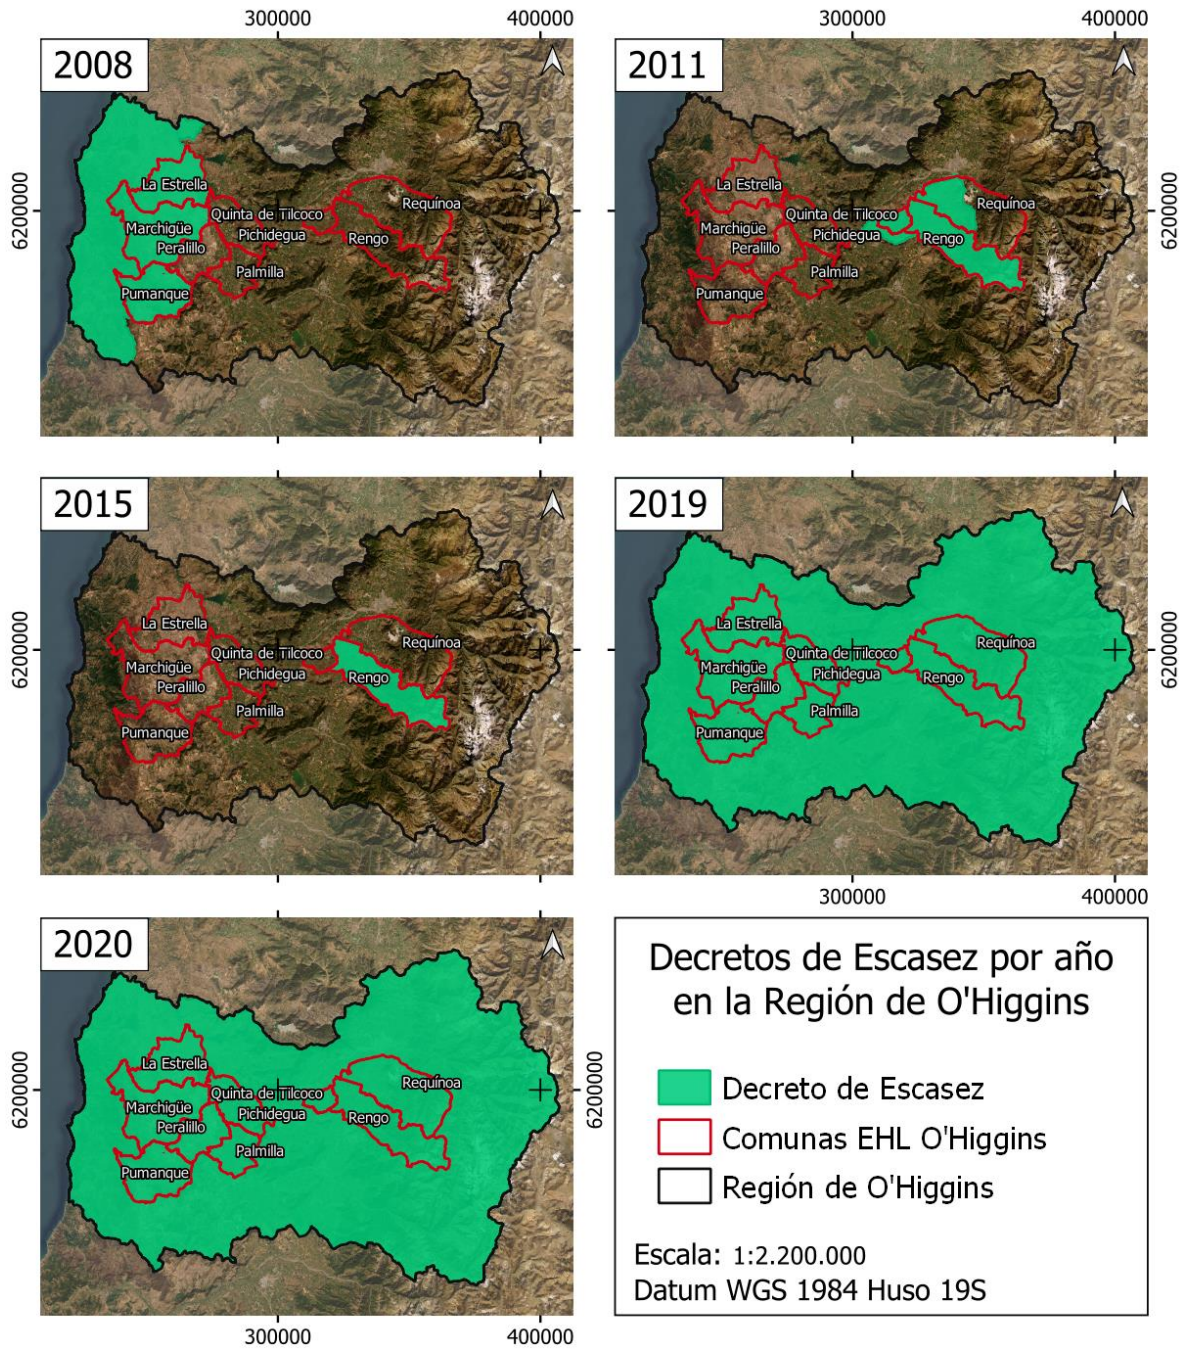 300000
400000
300000
400000
2008
La Estrella
Requínoa
Quinta de Tilcoco
Marchigüe
Pichidegua
Rengo
Peralillo
Palmilla
Pumanque
6200000
2011
La Estrella
Requínoa
Quinta de Tilcoco
Marchigüe
Pichidegua
Rengo
Peralillo
Palmilla
Pumanque
6200000
300000
400000
2015
La Estrella
Requínoa
Quinta de Tilcoco
Marchigüe
Pichidegua
Rengo
Peralillo
Palmilla
Pumanque
6200000
2019
La Estrella
Requínoa
Quinta de Tilcoco
Marchigüe
Pichidegua
Rengo
Peralillo
Palmilla
Pumanque
6200000
300000
400000
2020
La Estrella
Requínoa
Quinta de Tilcoco
Marchigüe
Pichidegua
Rengo
Peralillo
Palmilla
Pumanque
6200000
6200000
300000
400000
Decretos de Escasez por año
en la Región de O'Higgins
Decreto de Escasez
Comunas EHL O'Higgins
Región de O'Higgins
Escala: 1:2.200.000
Datum WGS 1984 Huso 19S